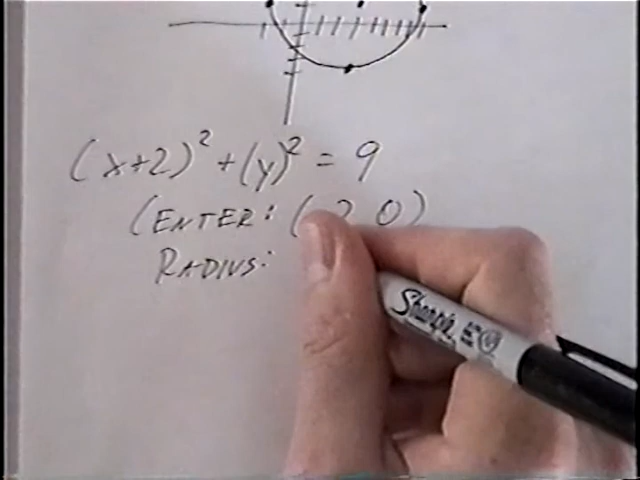 (x+2)² + (y)² = 9
CENTER: (-2, 0)
RADIUS:
Sharpie